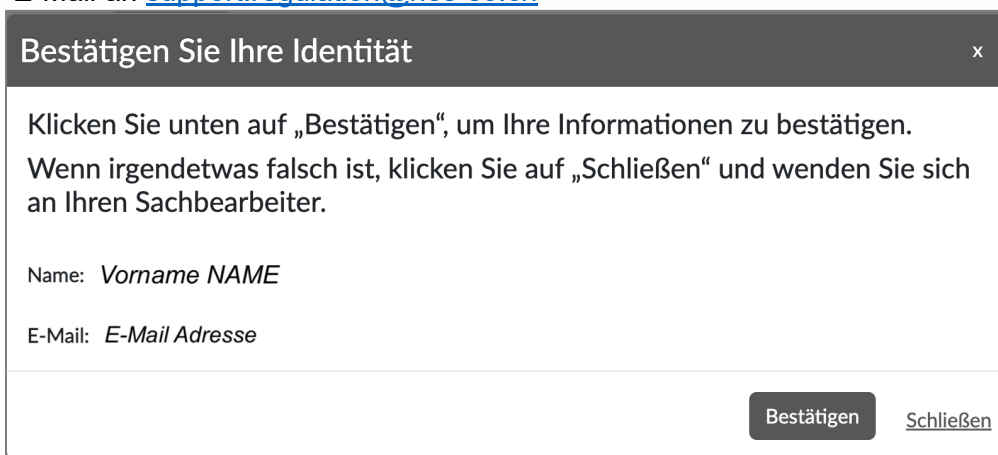 Bestätigen Sie Ihre Identität
x
Klicken Sie unten auf „Bestätigen“, um Ihre Informationen zu bestätigen.
Wenn irgendetwas falsch ist, klicken Sie auf „Schließen“ und wenden Sie sich
an Ihren Sachbearbeiter.
Name: Vorname NAME
E-Mail: E-Mail Adresse
Bestätigen Schließen